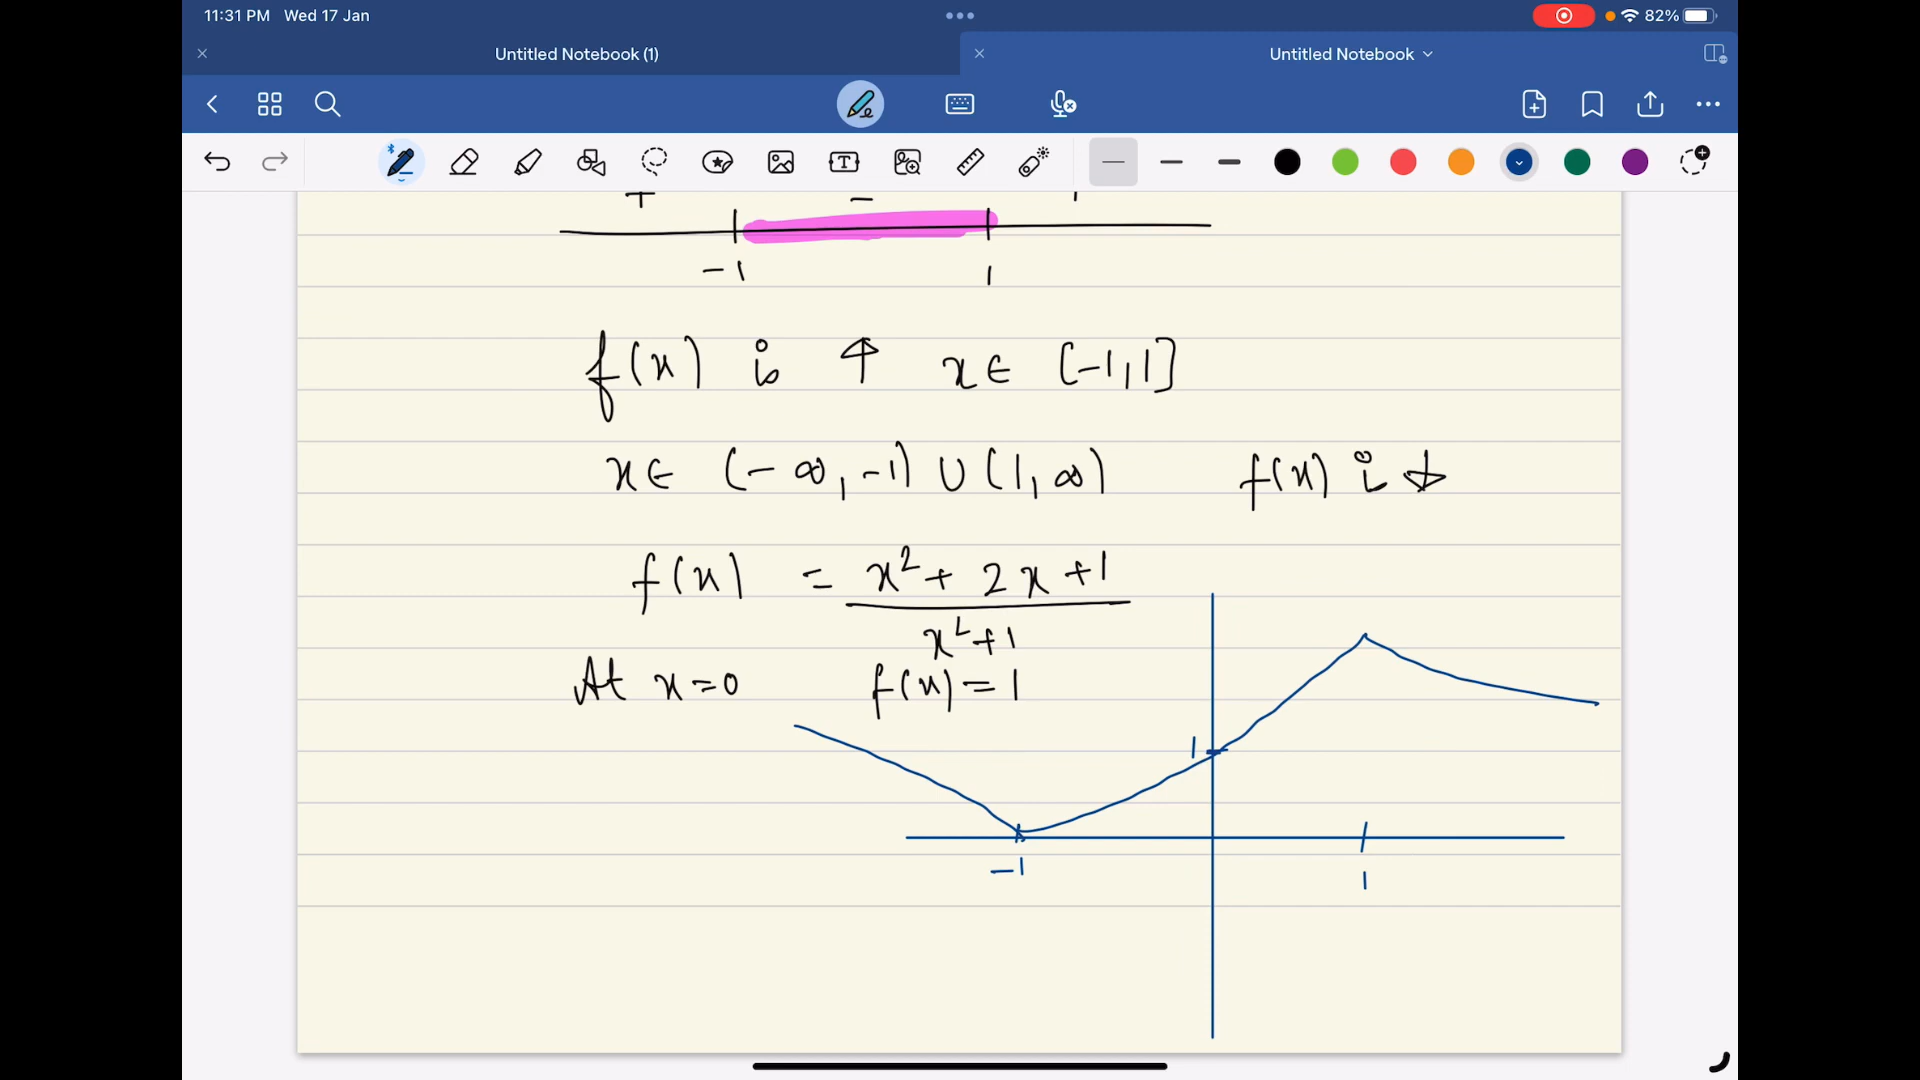 11:31 PM Wed 17 Jan
82%
Untitled Notebook (1)
Untitled Notebook
+ −
-1 1
f(x) is ↑ x ∈ [-1,1]
x ∈ (-∞,-1) ∪ (1,∞) f(x) is ↓
f(x) = x²+2x+1
x²+1
At x=0 f(x)=1
1
-1
1